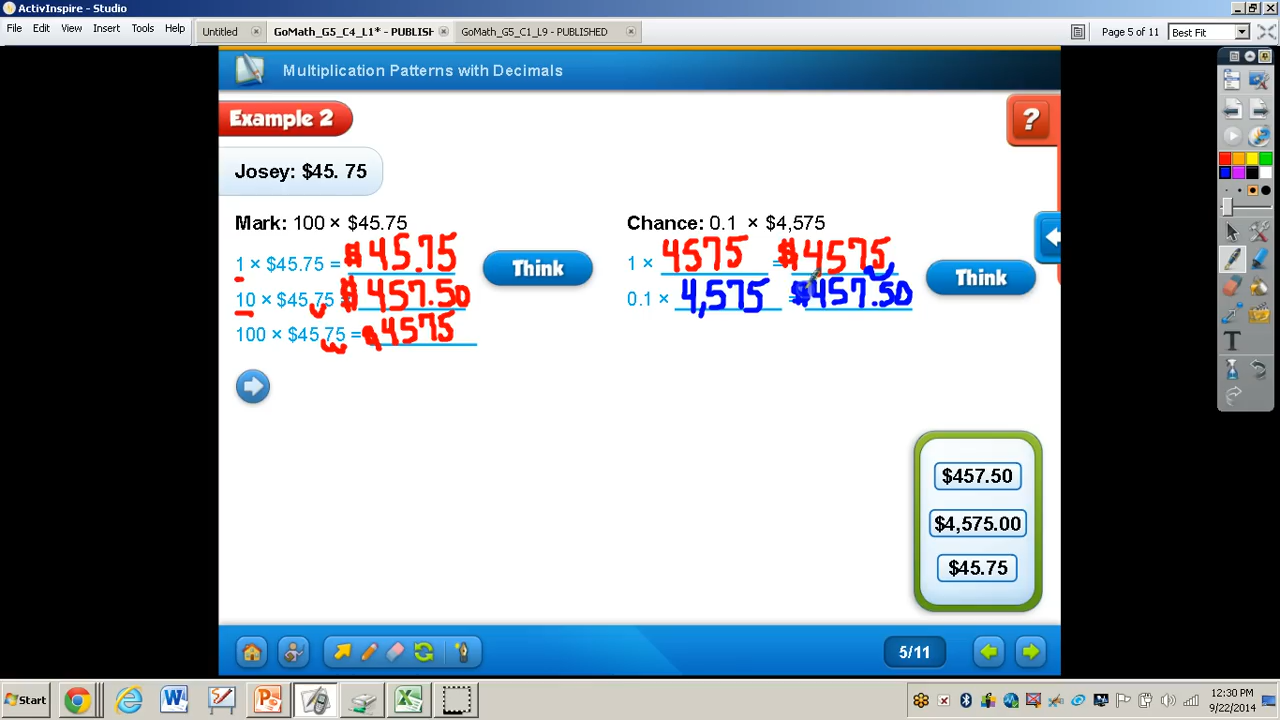 ActivInspire - Studio
File Edit View Insert Tools Help
Untitled
GoMath_G5_C4_L1* - PUBLISH
GoMath_G5_C1_L9 - PUBLISHED
Page 5 of 11
Best Fit
Multiplication Patterns with Decimals
Example 2
?
Josey: $45. 75
Mark: 100 × $45.75
1 × $45.75 = $45.75
10 × $45.75 = $457.50
100 × $45.75 = $4575
Think
Chance: 0.1 × $4,575
1 × 4575 = $4575
0.1 × 4,575 = $457.50
Think
$457.50
$4,575.00
$45.75
5/11
Start
12:30 PM
9/22/2014